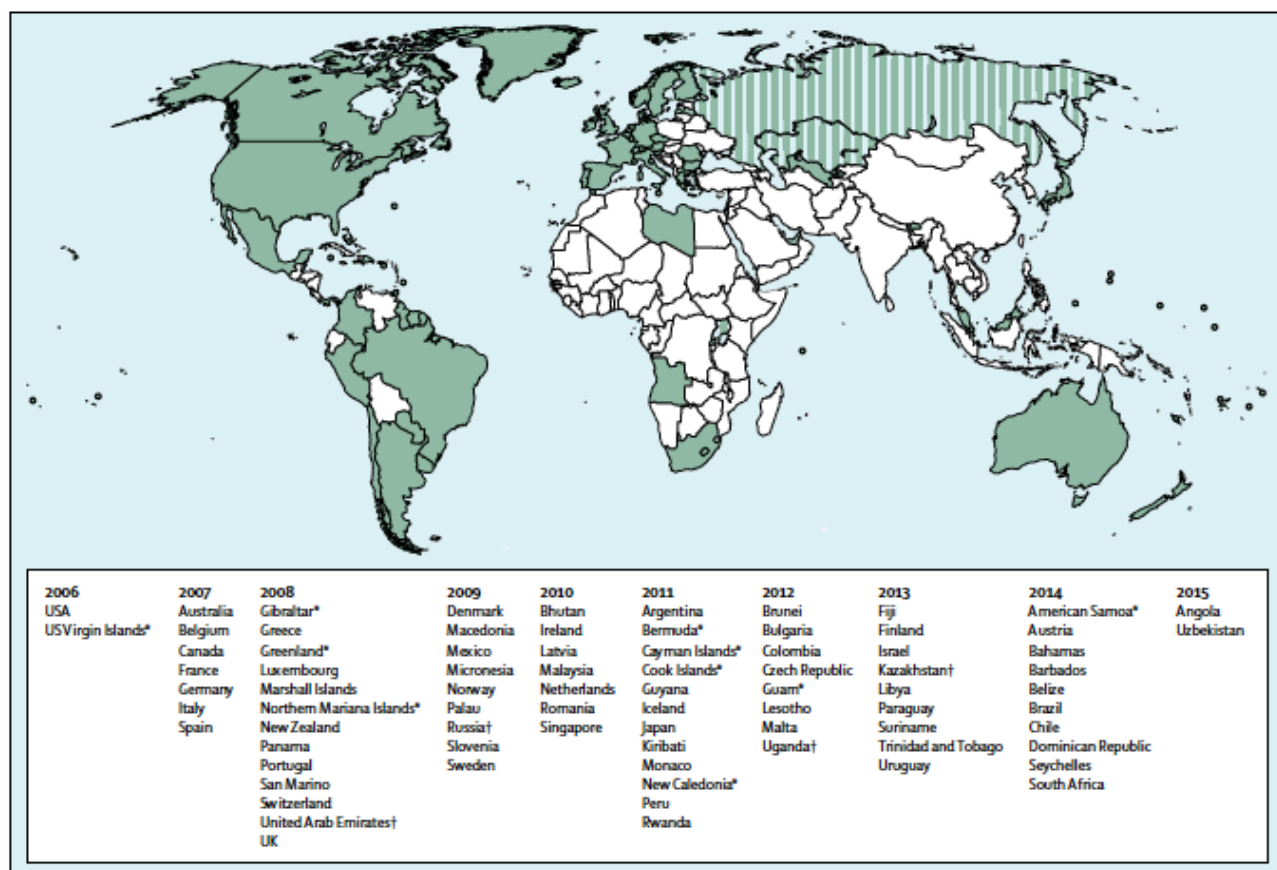 2006
USA
US Virgin Islands*
2007
Australia
Belgium
Canada
France
Germany
Italy
Spain
2008
Gibraltar*
Greece
Greenland*
Luxembourg
Marshall Islands
Northern Mariana Islands*
New Zealand
Panama
Portugal
San Marino
Switzerland
United Arab Emirates†
UK
2009
Denmark
Macedonia
Mexico
Micronesia
Norway
Palau
Russia†
Slovenia
Sweden
2010
Bhutan
Ireland
Latvia
Malaysia
Netherlands
Romania
Singapore
2011
Argentina
Bermuda*
Cayman Islands*
Cook Islands*
Guyana
Iceland
Japan
Kiribati
Monaco
New Caledonia*
Peru
Rwanda
2012
Brunei
Bulgaria
Colombia
Czech Republic
Guam*
Lesotho
Malta
Uganda†
2013
Fiji
Finland
Israel
Kazakhstan†
Libya
Paraguay
Suriname
Trinidad and Tobago
Uruguay
2014
American Samoa*
Austria
Bahamas
Barbados
Belize
Brazil
Chile
Dominican Republic
Seychelles
South Africa
2015
Angola
Uzbekistan